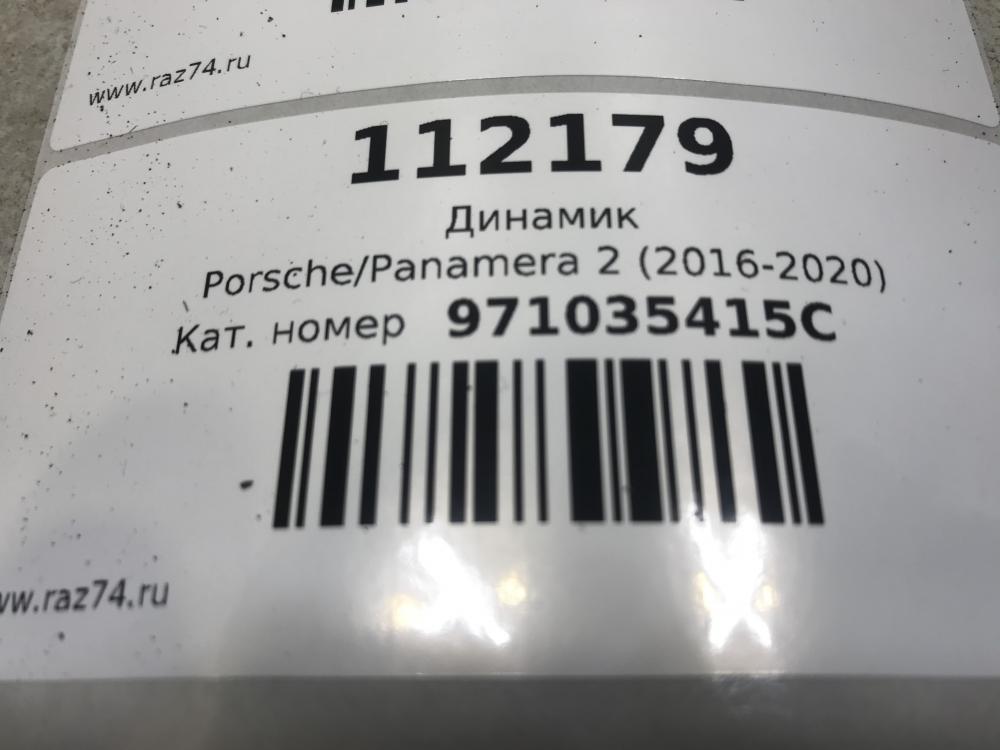 www.raz74.ru
112179
Динамик
Porsche/Panamera 2 (2016-2020)
Кат. номер 971035415C
ww.raz74.ru